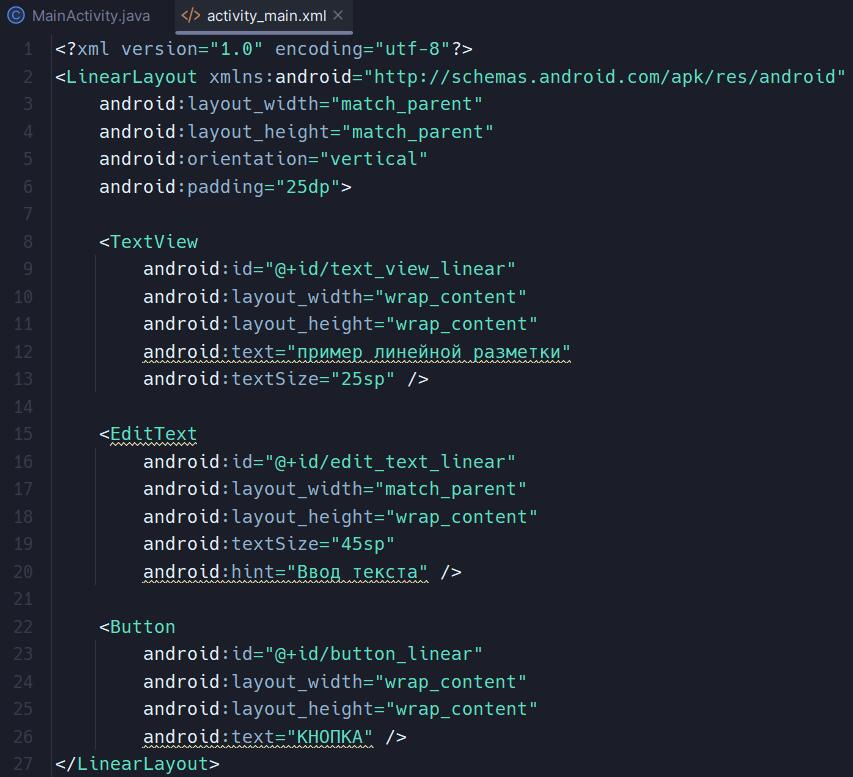 MainActivity.java activity_main.xml
1 <?xml version="1.0" encoding="utf-8"?>
2 <LinearLayout xmlns:android="http://schemas.android.com/apk/res/android"
3     android:layout_width="match_parent"
4     android:layout_height="match_parent"
5     android:orientation="vertical"
6     android:padding="25dp">
7
8     <TextView
9         android:id="@+id/text_view_linear"
10         android:layout_width="wrap_content"
11         android:layout_height="wrap_content"
12         android:text="пример линейной разметки"
13         android:textSize="25sp" />
14
15     <EditText
16         android:id="@+id/edit_text_linear"
17         android:layout_width="match_parent"
18         android:layout_height="wrap_content"
19         android:textSize="45sp"
20         android:hint="Ввод текста" />
21
22     <Button
23         android:id="@+id/button_linear"
24         android:layout_width="wrap_content"
25         android:layout_height="wrap_content"
26         android:text="КНОПКА" />
27 </LinearLayout>